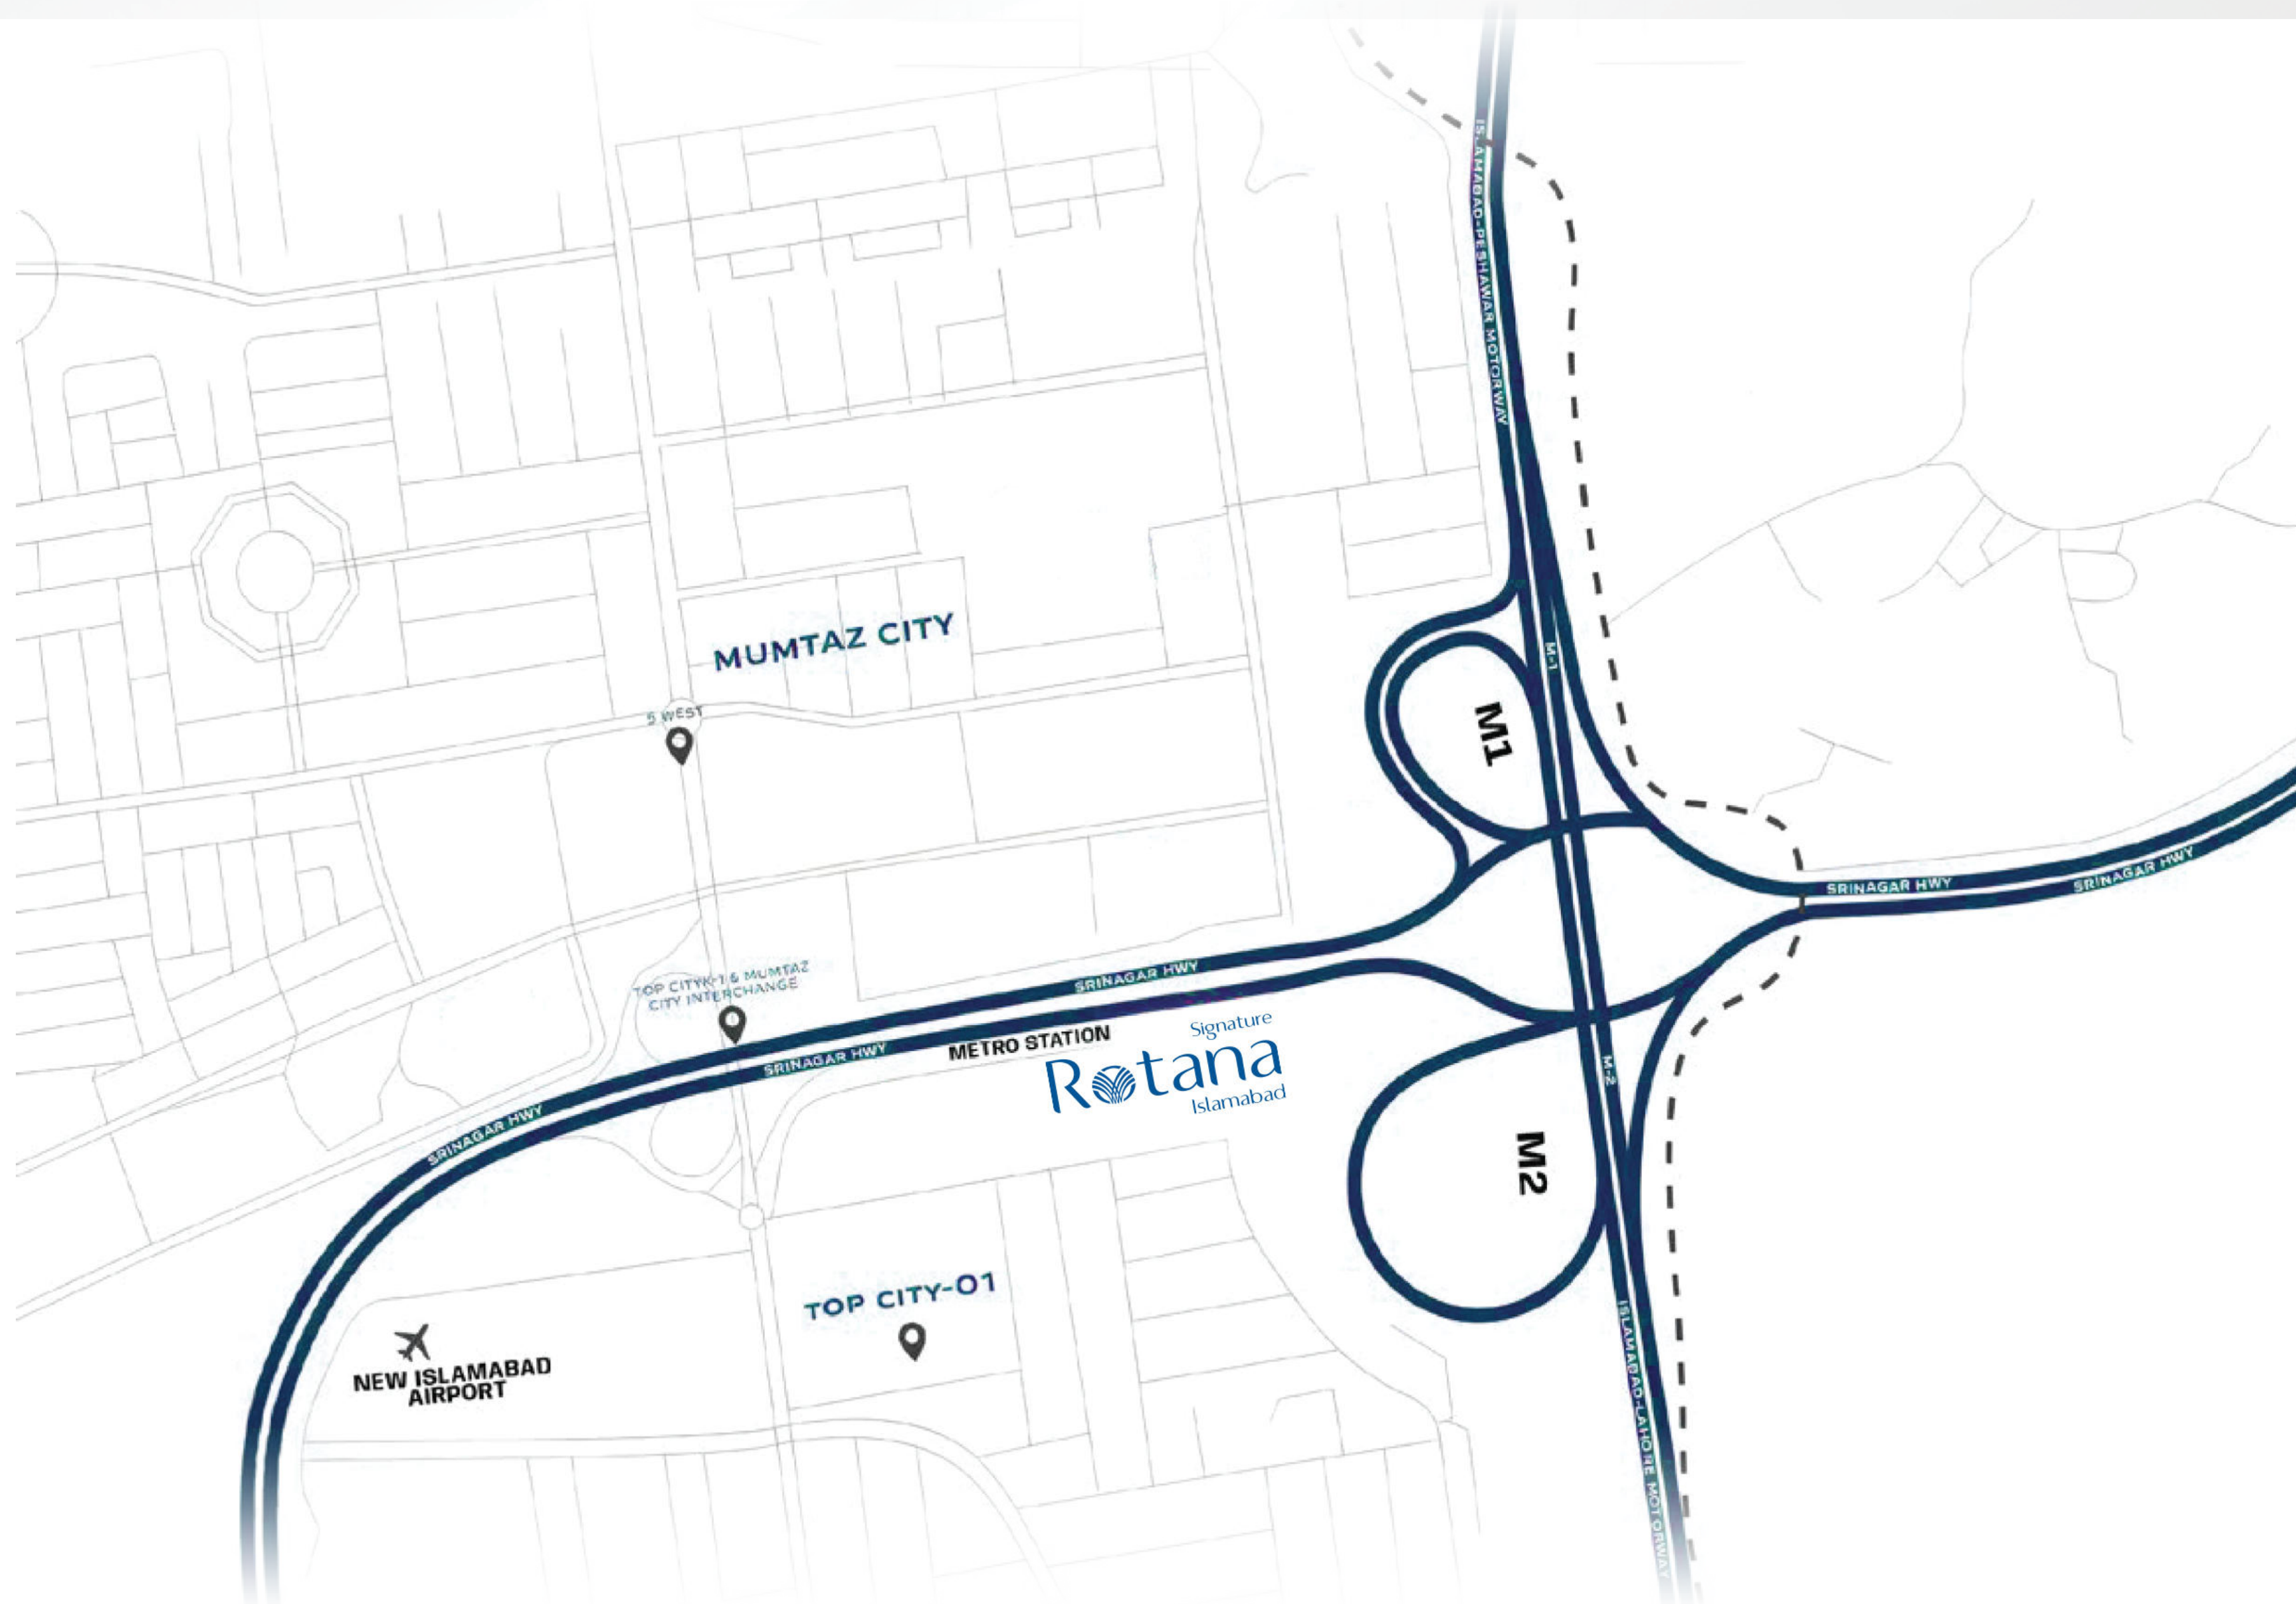 ISLAMABAD-PESHAWAR MOTORWAY
MUMTAZ CITY
M-1
M1
5 WEST
SRINAGAR HWY
SRINAGAR HWY
TOP CITYK-1 & MUMTAZ
CITY INTERCHANGE
SRINAGAR HWY
SRINAGAR HWY
METRO STATION
Signature
Rotana
Islamabad
M-2
SRINAGAR HWY
M2
TOP CITY-01
NEW ISLAMABAD
AIRPORT
ISLAMABAD-LAHORE MOTORWAY